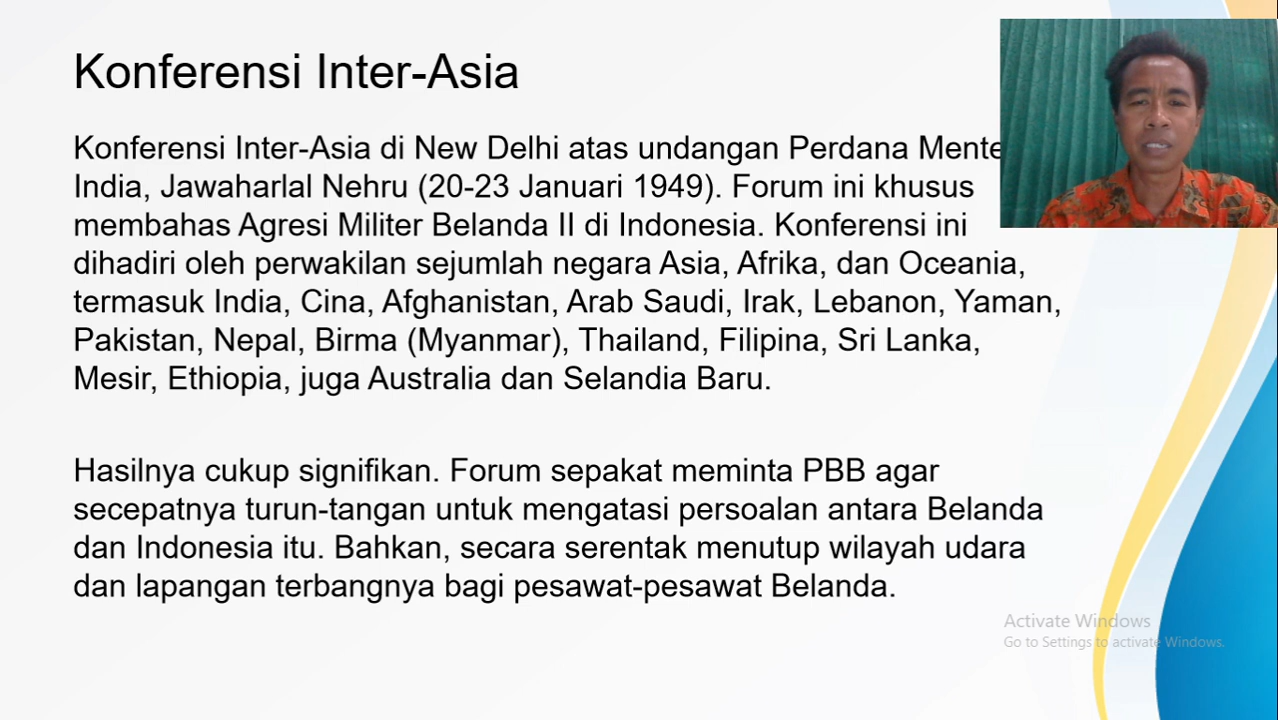 Konferensi Inter-Asia
Konferensi Inter-Asia di New Delhi atas undangan Perdana Mente
India, Jawaharlal Nehru (20-23 Januari 1949). Forum ini khusus
membahas Agresi Militer Belanda II di Indonesia. Konferensi ini
dihadiri oleh perwakilan sejumlah negara Asia, Afrika, dan Oceania,
termasuk India, Cina, Afghanistan, Arab Saudi, Irak, Lebanon, Yaman,
Pakistan, Nepal, Birma (Myanmar), Thailand, Filipina, Sri Lanka,
Mesir, Ethiopia, juga Australia dan Selandia Baru.
Hasilnya cukup signifikan. Forum sepakat meminta PBB agar
secepatnya turun-tangan untuk mengatasi persoalan antara Belanda
dan Indonesia itu. Bahkan, secara serentak menutup wilayah udara
dan lapangan terbangnya bagi pesawat-pesawat Belanda.
Activate Windows
Go to Settings to activate Windows.